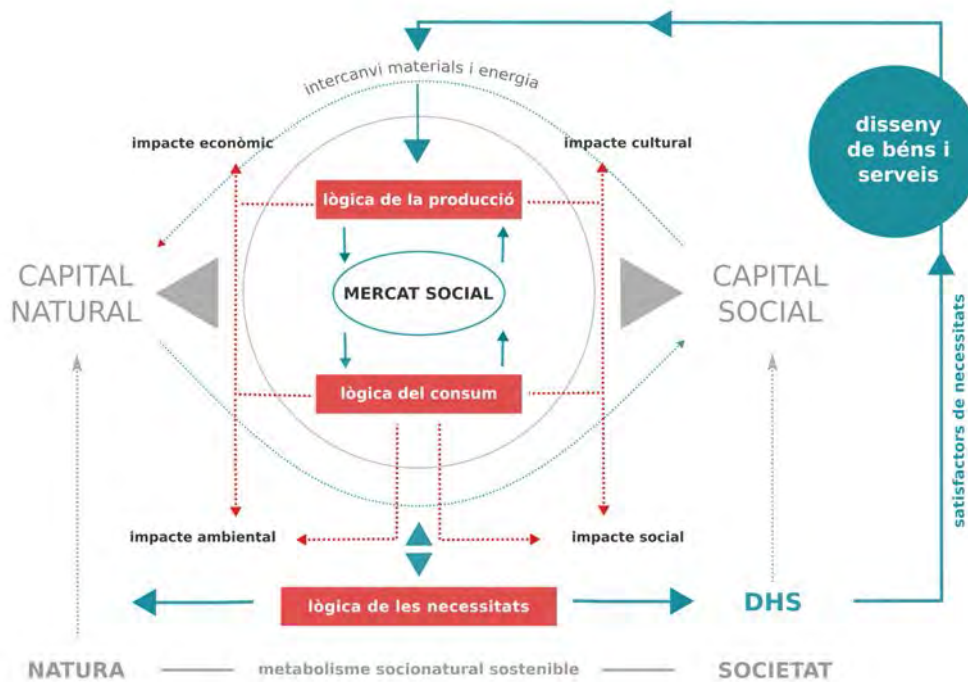 intercanvi materials i energia
impacte econòmic
impacte cultural
disseny
de béns i
serveis
lògica de la producció
CAPITAL
NATURAL
MERCAT SOCIAL
CAPITAL
SOCIAL
lògica del consum
satisfactors de necessitats
impacte ambiental
impacte social
lògica de les necessitats
DHS
NATURA
metabolisme socionatural sostenible
SOCIETAT